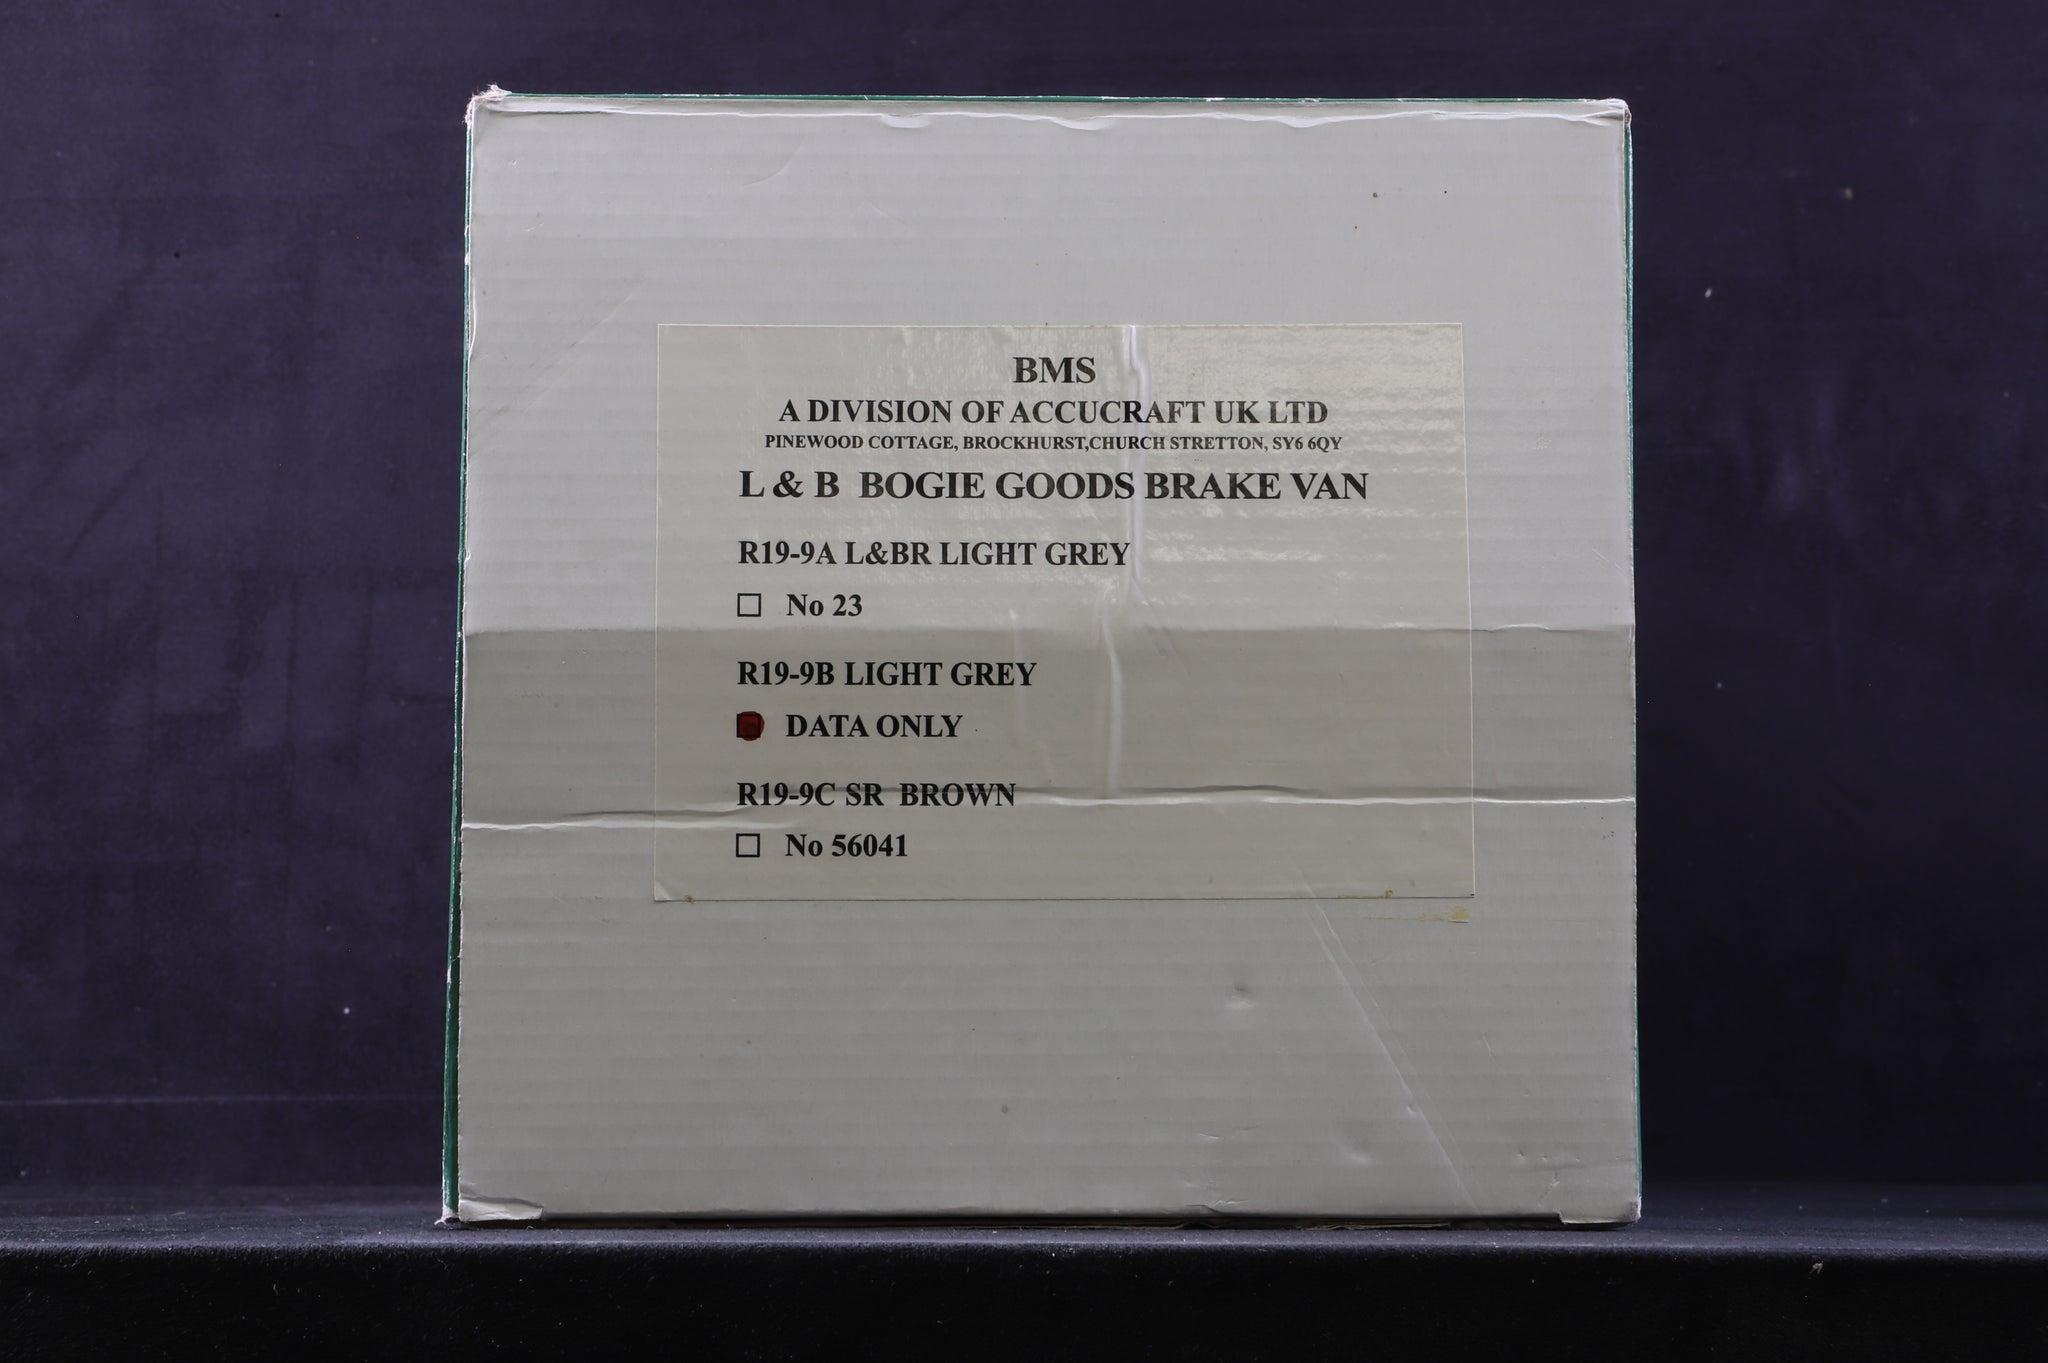 BMS
A DIVISION OF ACCUCRAFT UK LTD
PINEWOOD COTTAGE, BROCKHURST,CHURCH STRETTON, SY6 6QY
L & B BOGIE GOODS BRAKE VAN
R19-9A L&BR LIGHT GREY
No 23
R19-9B LIGHT GREY
DATA ONLY
R19-9C SR BROWN
No 56041